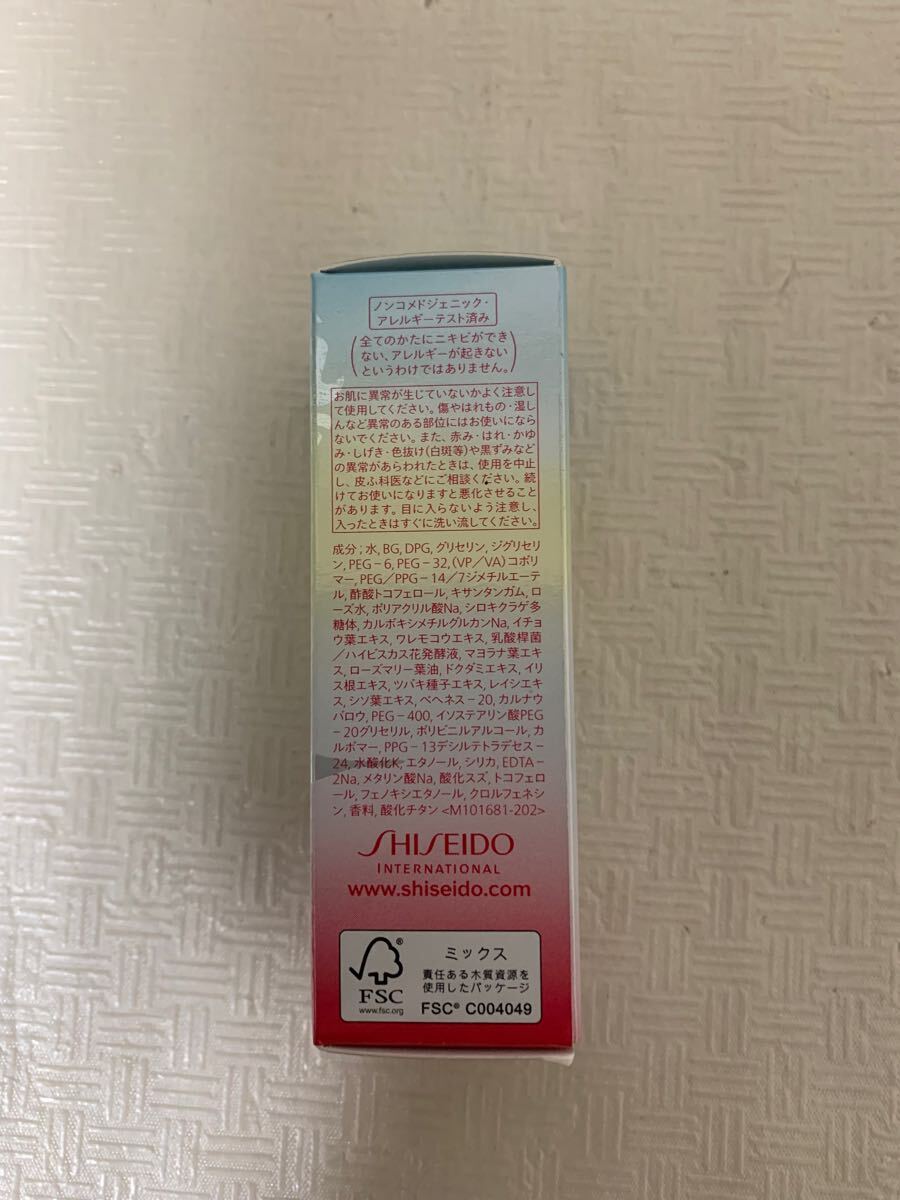 ノンコメドジェニック・
アレルギーテスト済み
(全てのかたにニキビができ
ない、アレルギーが起きない
というわけではありません。)
お肌に異常が生じていないかよく注意し
て使用してください。傷やはれもの・湿し
んなど異常のある部位にはお使いになら
ないでください。また、赤み・はれ・かゆ
み・しげき・色抜け(白斑等)や黒ずみなど
の異常があらわれたときは、使用を中止
し、皮ふ科医などにご相談ください。続
けてお使いになりますと悪化させること
があります。目に入らないよう注意し、
入ったときはすぐに洗い流してください。
成分;水, BG, DPG, グリセリン, ジグリセリ
ン, PEG-6, PEG-32, (VP/VA)コポリ
マー, PEG/PPG-14/7ジメチルエーテ
ル, 酢酸トコフェロール, キサンタンガム, ロ
ーズ水, ポリアクリル酸Na, シロキクラゲ多
糖体, カルボキシメチルグルカンNa, イチョ
ウ葉エキス, ワレモコウエキス, 乳酸桿菌
/ハイビスカス花発酵液, マヨラナ葉エキ
ス, ローズマリー葉油, ドクダミエキス, イリ
ス根エキス, ツバキ種子エキス, レイシエキ
ス, シソ葉エキス, ベヘネス-20, カルナウ
バロウ, PEG-400, イソステアリン酸PEG
-20グリセリル, ポリビニルアルコール, カ
ルボマー, PPG-13デシルテトラデセス-
24, 水酸化K, エタノール, シリカ, EDTA-
2Na, メタリン酸Na, 酸化スズ, トコフェロ
ール, フェノキシエタノール, クロルフェネシ
ン, 香料, 酸化チタン <M101681-202>
SHISEIDO
INTERNATIONAL
www.shiseido.com
ミックス
責任ある木質資源を
使用したパッケージ
FSC® C004049
®
FSC
www.fsc.org